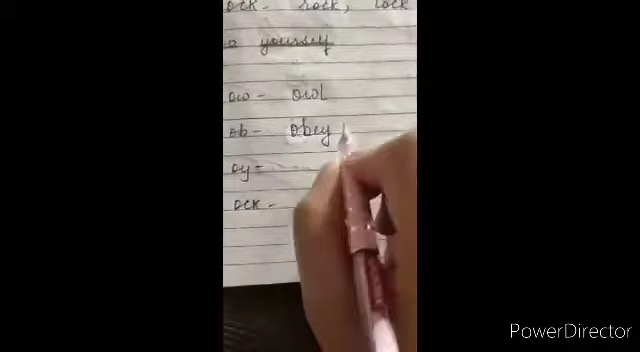 ock - rock, lock
o yourself
ow - owl
ob - obey
oy -
ock -
PowerDirector